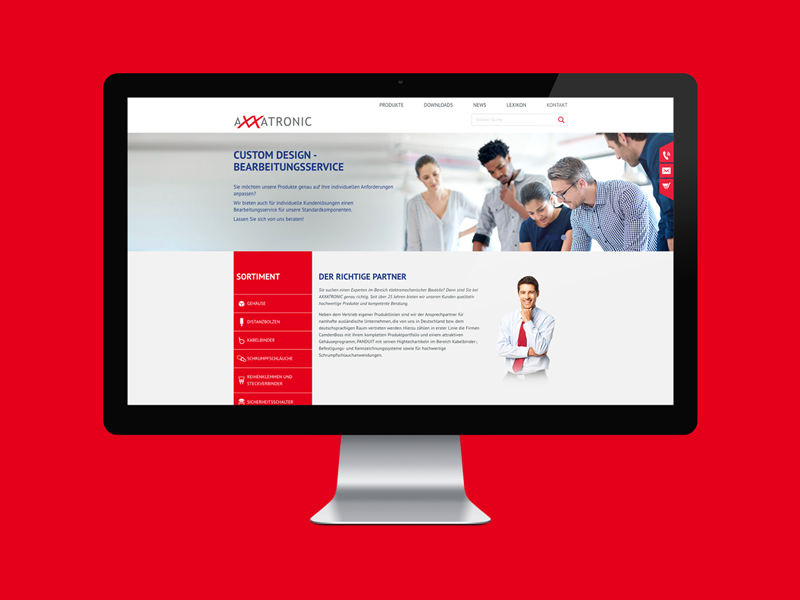 PRODUKTE DOWNLOADS NEWS LEXIKON KONTAKT
AXXATRONIC
CUSTOM DESIGN -
BEARBEITUNGSSERVICE
Sie möchten unsere Produkte genau auf Ihre individuellen Anforderungen
anpassen?
Wir bieten auch für individuelle Kundenlösungen einen
Bearbeitungsservice für unsere Standardkomponenten.
Lassen Sie sich von uns beraten!
SORTIMENT
GEHÄUSE
DISTANZBOLZEN
KABELBINDER
SCHRUMPFSCHLÄUCHE
REIHENKLEMMEN UND
STECKVERBINDER
SICHERHEITSSCHALTER
DER RICHTIGE PARTNER
Sie suchen einen Experten im Bereich elektromechanischer Bauteile? Dann sind Sie bei
AXXATRONIC genau richtig. Seit über 25 Jahren bieten wir unseren Kunden qualitativ
hochwertige Produkte und kompetente Beratung.
Neben dem Vertrieb eigener Produktlinien sind wir der Ansprechpartner für
namhafte ausländische Unternehmen, die von uns in Deutschland bzw. dem
deutschsprachigen Raum vertreten werden. Hierzu zählen in erster Linie die Firmen
CamdenBoss mit ihrem kompletten Produktportfolio und einem attraktiven
Gehäuseprogramm, PANDUIT mit seinen Hightechartikeln im Bereich Kabelbinder-,
Befestigungs- und Kennzeichnungssysteme sowie für hochwertige
Schrumpfschlauchanwendungen.